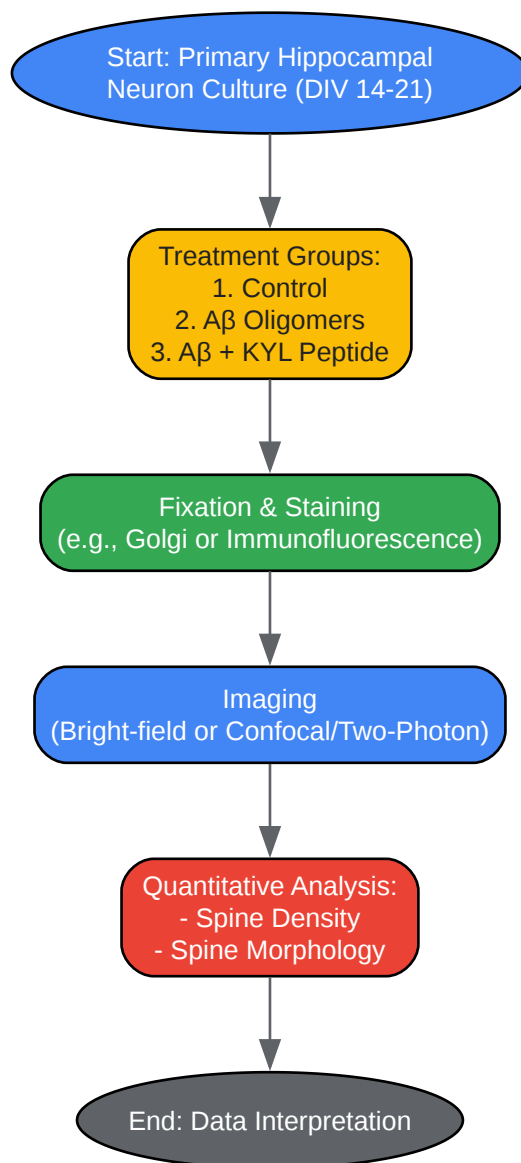 Start: Primary Hippocampal
Neuron Culture (DIV 14-21)
Treatment Groups:
1. Control
2. Aβ Oligomers
3. Aβ + KYL Peptide
Fixation & Staining
(e.g., Golgi or Immunofluorescence)
Imaging
(Bright-field or Confocal/Two-Photon)
Quantitative Analysis:
- Spine Density
- Spine Morphology
End: Data Interpretation